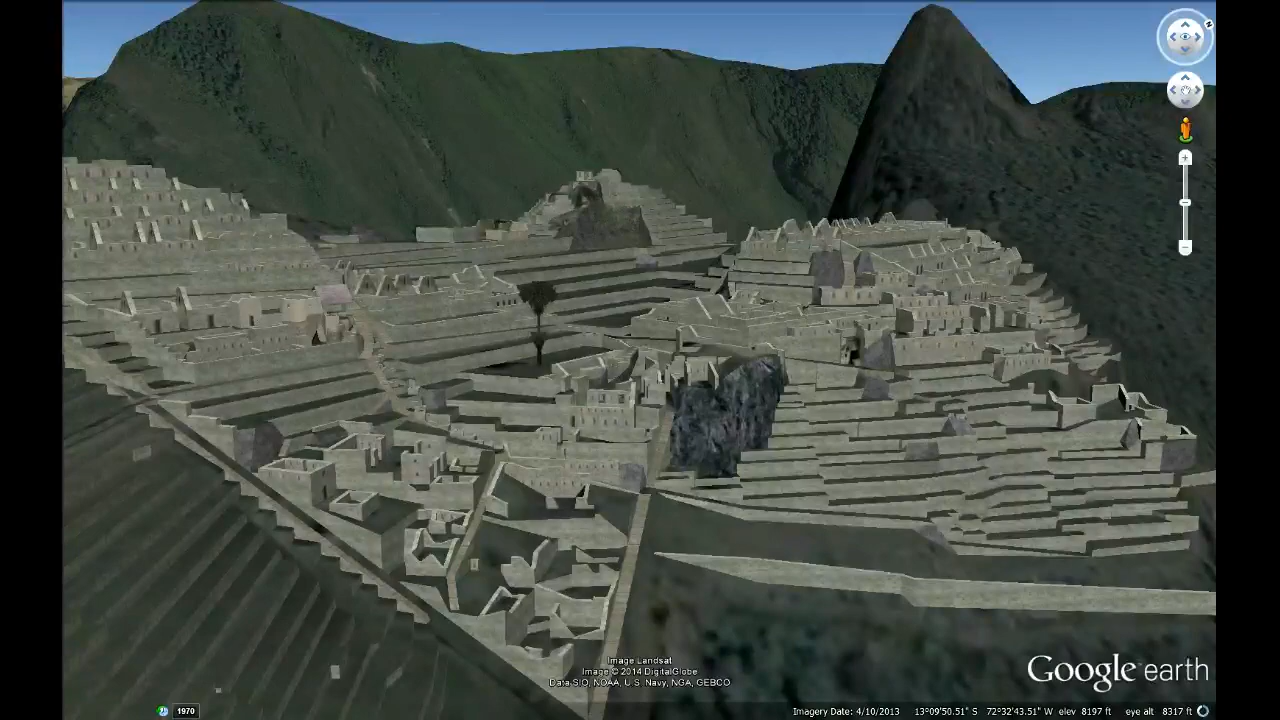 N
Image Landsat
Image © 2014 DigitalGlobe
Data SIO, NOAA, U.S. Navy, NGA, GEBCO
Google earth
1970
Imagery Date: 4/10/2013 13°09'50.51" S 72°32'43.51" W elev 8197 ft eye alt 8317 ft